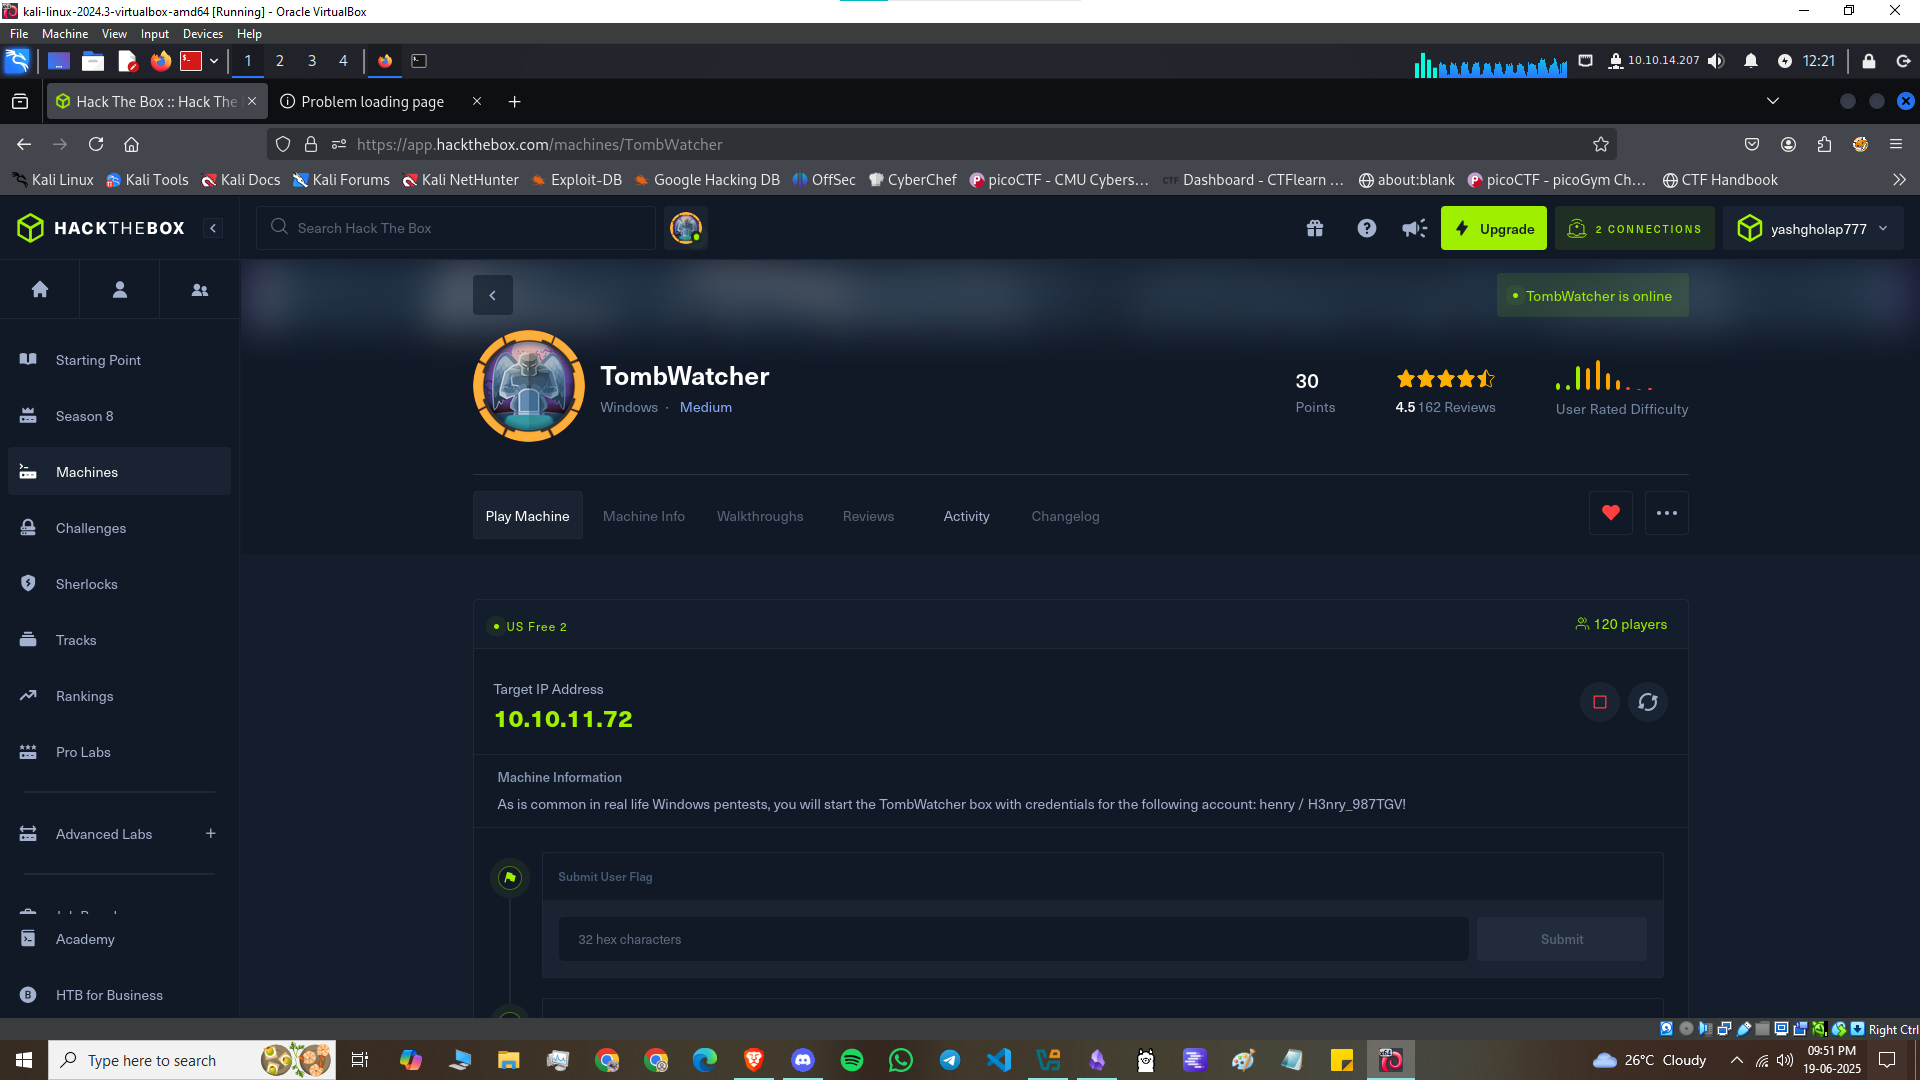 kali-linux-2024.3-virtualbox-amd64 [Running] - Oracle VirtualBox
File Machine View Input Devices Help
1 2 3 4 10.10.14.207 12:21
Hack The Box :: Hack The Problem loading page
https://app.hackthebox.com/machines/TombWatcher
Kali Linux Kali Tools Kali Docs Kali Forums Kali NetHunter Exploit-DB Google Hacking DB OffSec CyberChef picoCTF - CMU Cybers… CTF Dashboard - CTFlearn … about:blank picoCTF - picoGym Ch… CTF Handbook
HACKTHEBOX
Search Hack The Box
Upgrade
2 CONNECTIONS
yashgholap777
Starting Point
Season 8
Machines
Challenges
Sherlocks
Tracks
Rankings
Pro Labs
Advanced Labs +
Academy
HTB for Business
TombWatcher is online
TombWatcher
Windows · Medium
30
Points
4.5 162 Reviews
User Rated Difficulty
Play Machine Machine Info Walkthroughs Reviews Activity Changelog
US Free 2
120 players
Target IP Address
10.10.11.72
Machine Information
As is common in real life Windows pentests, you will start the TombWatcher box with credentials for the following account: henry / H3nry_987TGV!
Submit User Flag
32 hex characters
Submit
Right Ctrl
Type here to search
26°C Cloudy
09:51 PM
19-06-2025